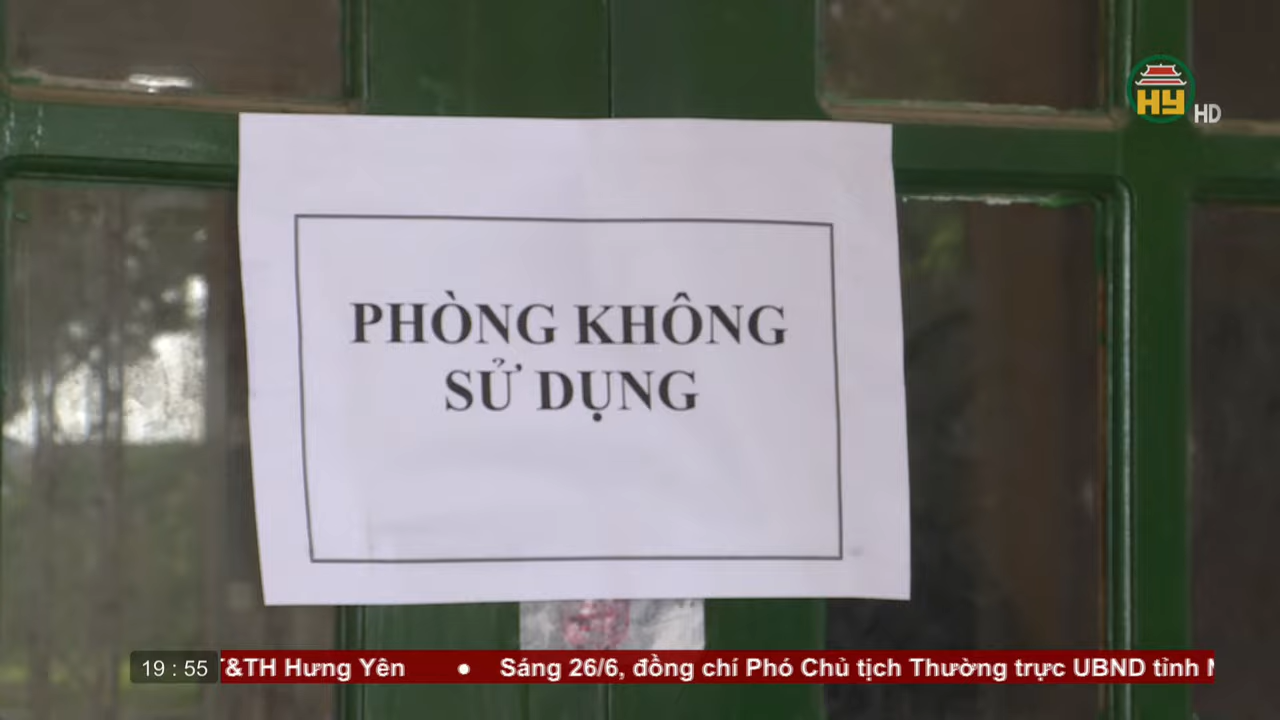 HY HD
PHÒNG KHÔNG
SỬ DỤNG
19 : 55
&TH Hưng Yên • Sáng 26/6, đồng chí Phó Chủ tịch Thường trực UBND tỉnh